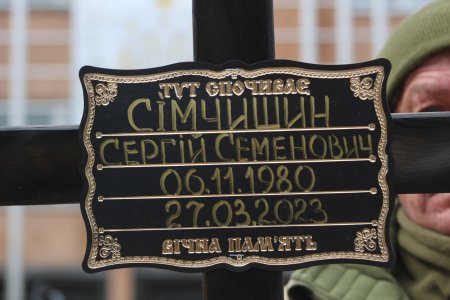 ТУТ СПОЧИВАЄ
СІМЧИШИН
СЕРГІЙ СЕМЕНОВИЧ
06.11.1980
27.03.2023
ВІЧНА ПАМ'ЯТЬ